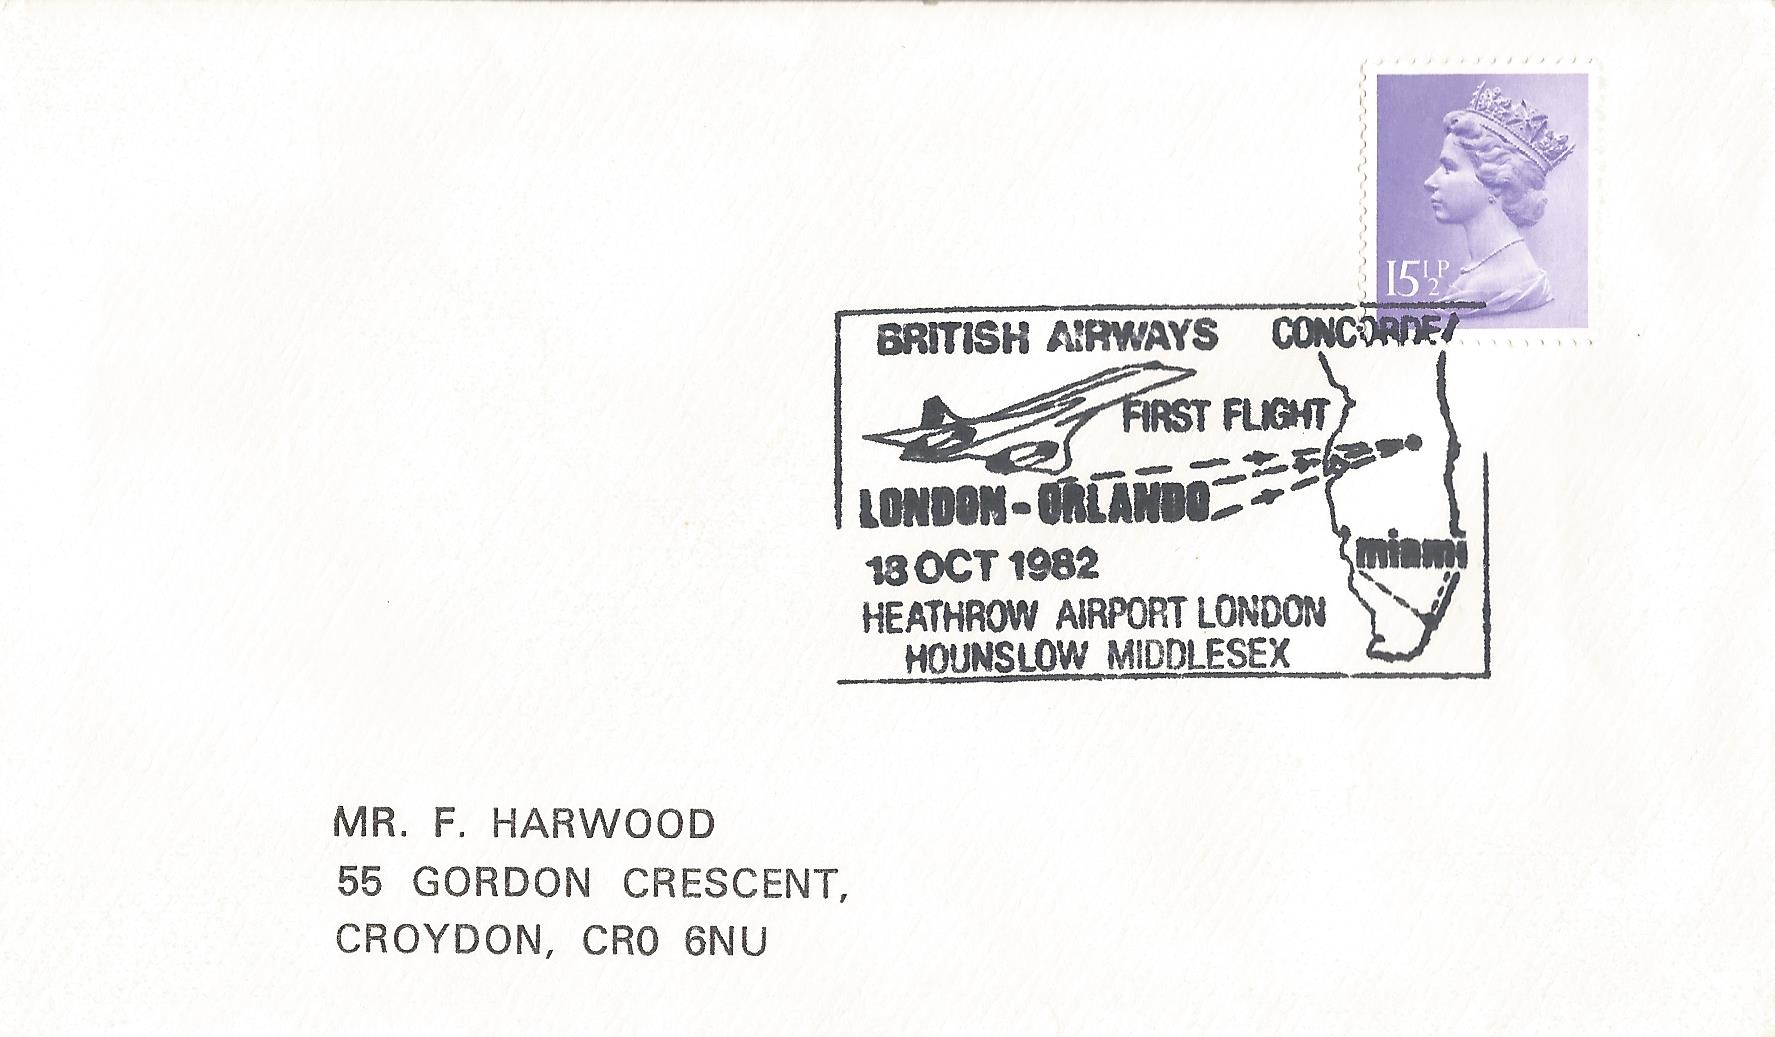 15½P
BRITISH AIRWAYS CONCORDE
FIRST FLIGHT
LONDON - ORLANDO
18 OCT 1982
miami
HEATHROW AIRPORT LONDON
HOUNSLOW MIDDLESEX
MR. F. HARWOOD
55 GORDON CRESCENT,
CROYDON, CR0 6NU